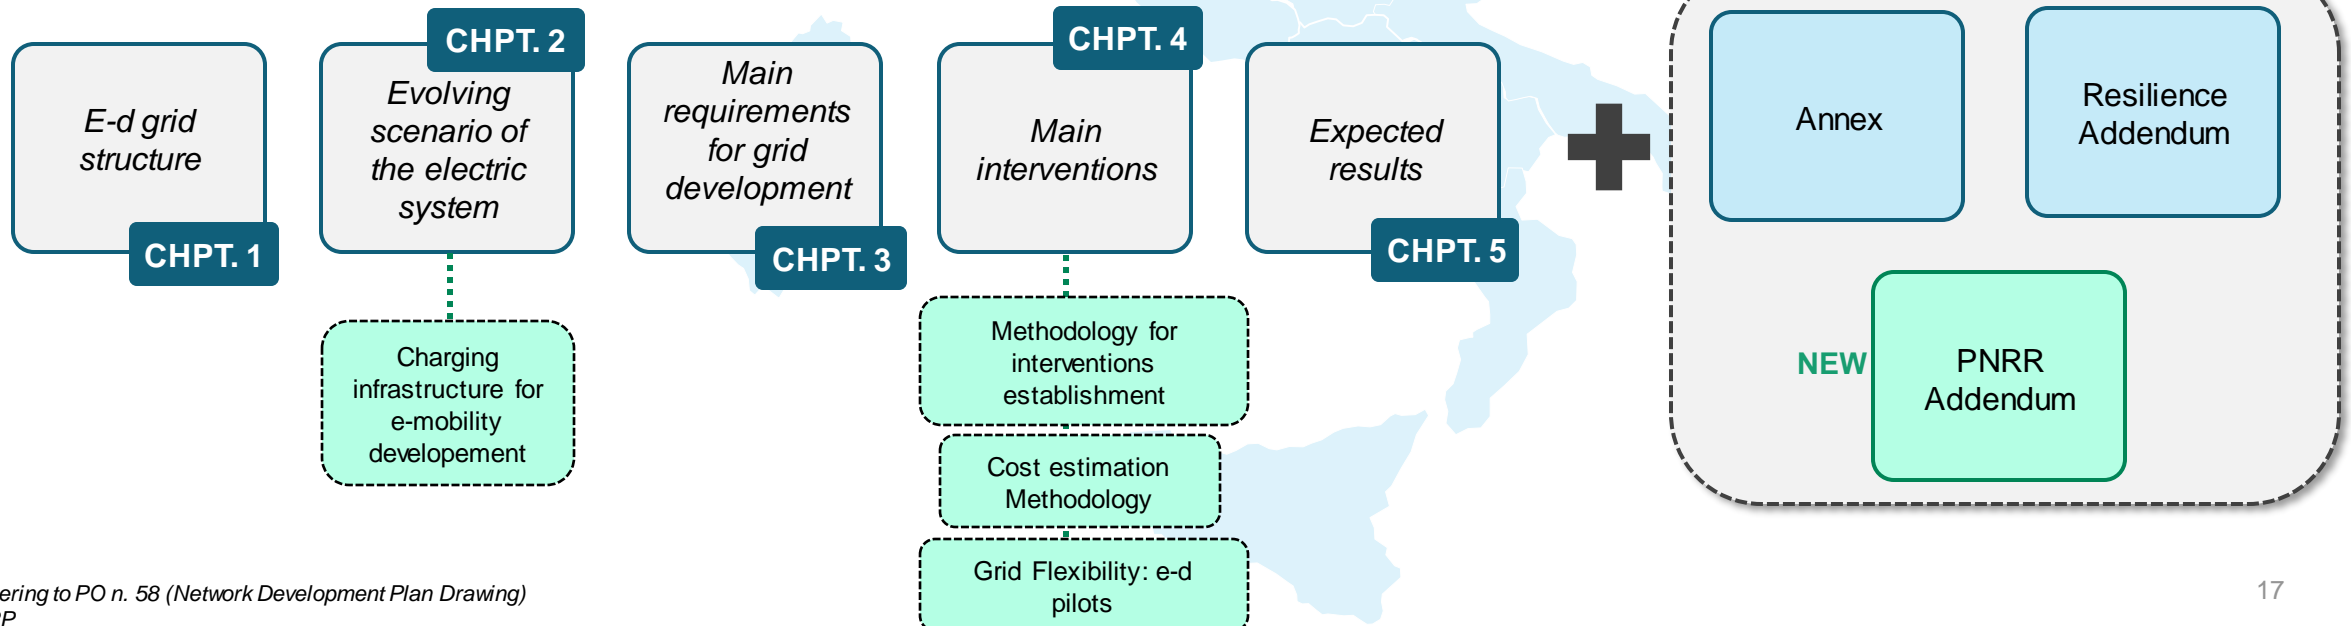 E-d grid
structure
CHPT. 1
CHPT. 2
Evolving
scenario of
the electric
system
Charging
infrastructure for
e-mobility
developement
Main
requirements
for grid
development
CHPT. 3
CHPT. 4
Main
interventions
Methodology for
interventions
establishment
Cost estimation
Methodology
Grid Flexibility: e-d
pilots
Expected
results
CHPT. 5
Annex
Resilience
Addendum
NEW
PNRR
Addendum
to PO n. 58 (Network Development Plan Drawing)
17